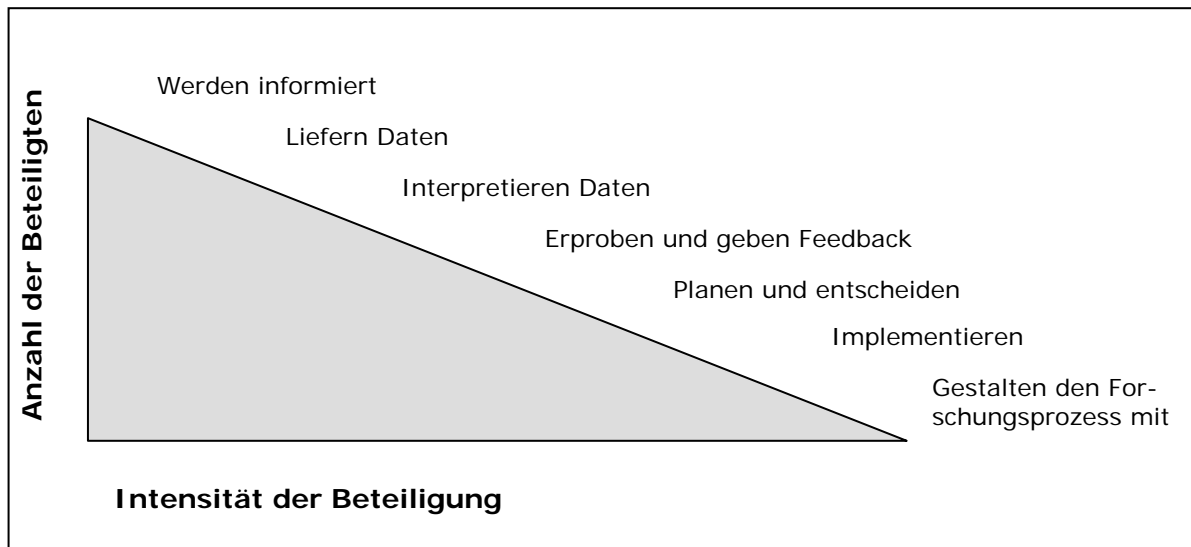 Anzahl der Beteiligten
Werden informiert
Liefern Daten
Interpretieren Daten
Erproben und geben Feedback
Planen und entscheiden
Implementieren
Gestalten den For-
schungsprozess mit
Intensität der Beteiligung